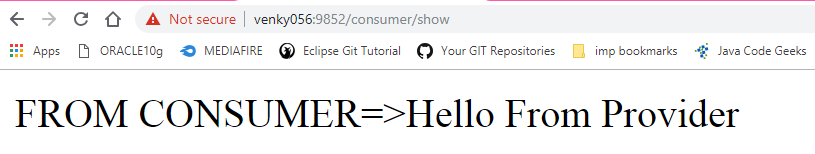 Not secure | venky056:9852/consumer/show
Apps ORACLE10g MEDIAFIRE Eclipse Git Tutorial Your GIT Repositories imp bookmarks Java Code Geeks
FROM CONSUMER=>Hello From Provider